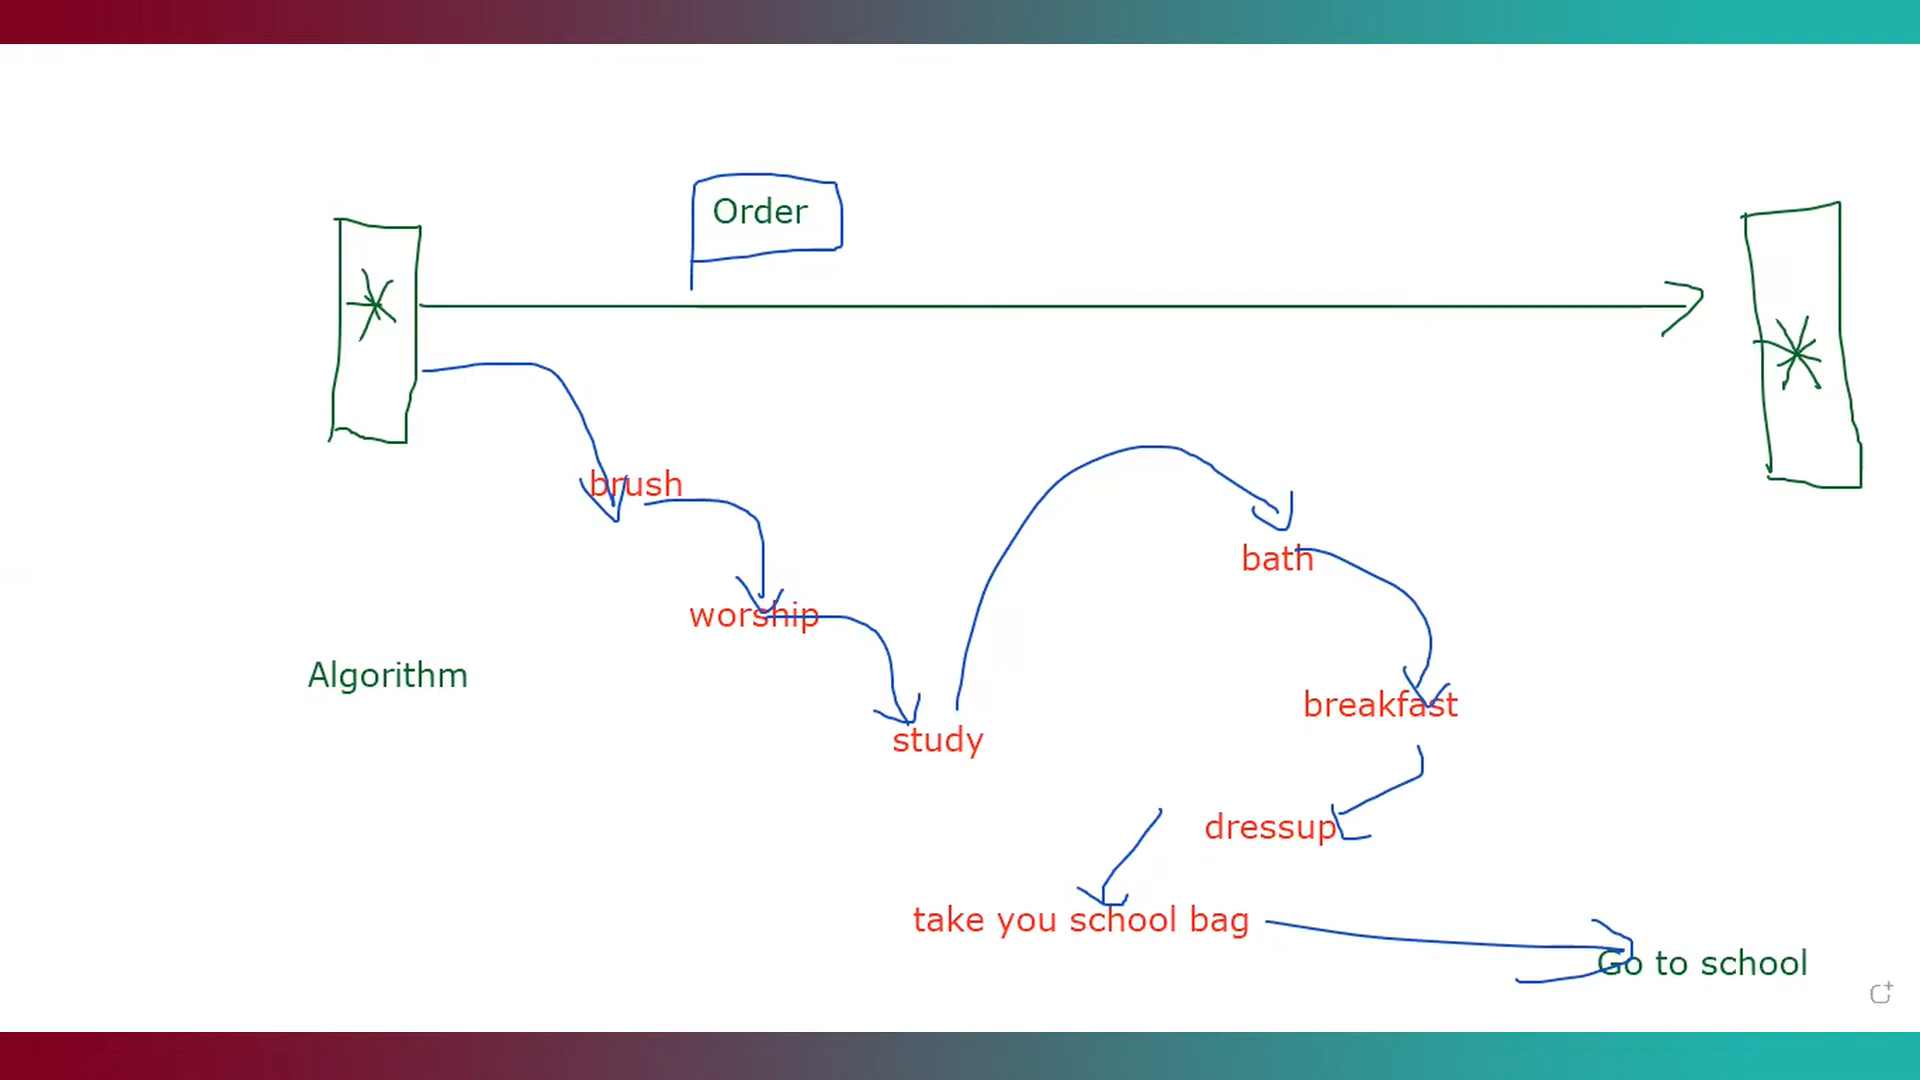 Order
brush
worship
Algorithm
study
bath
breakfast
dressup
take you school bag
Go to school